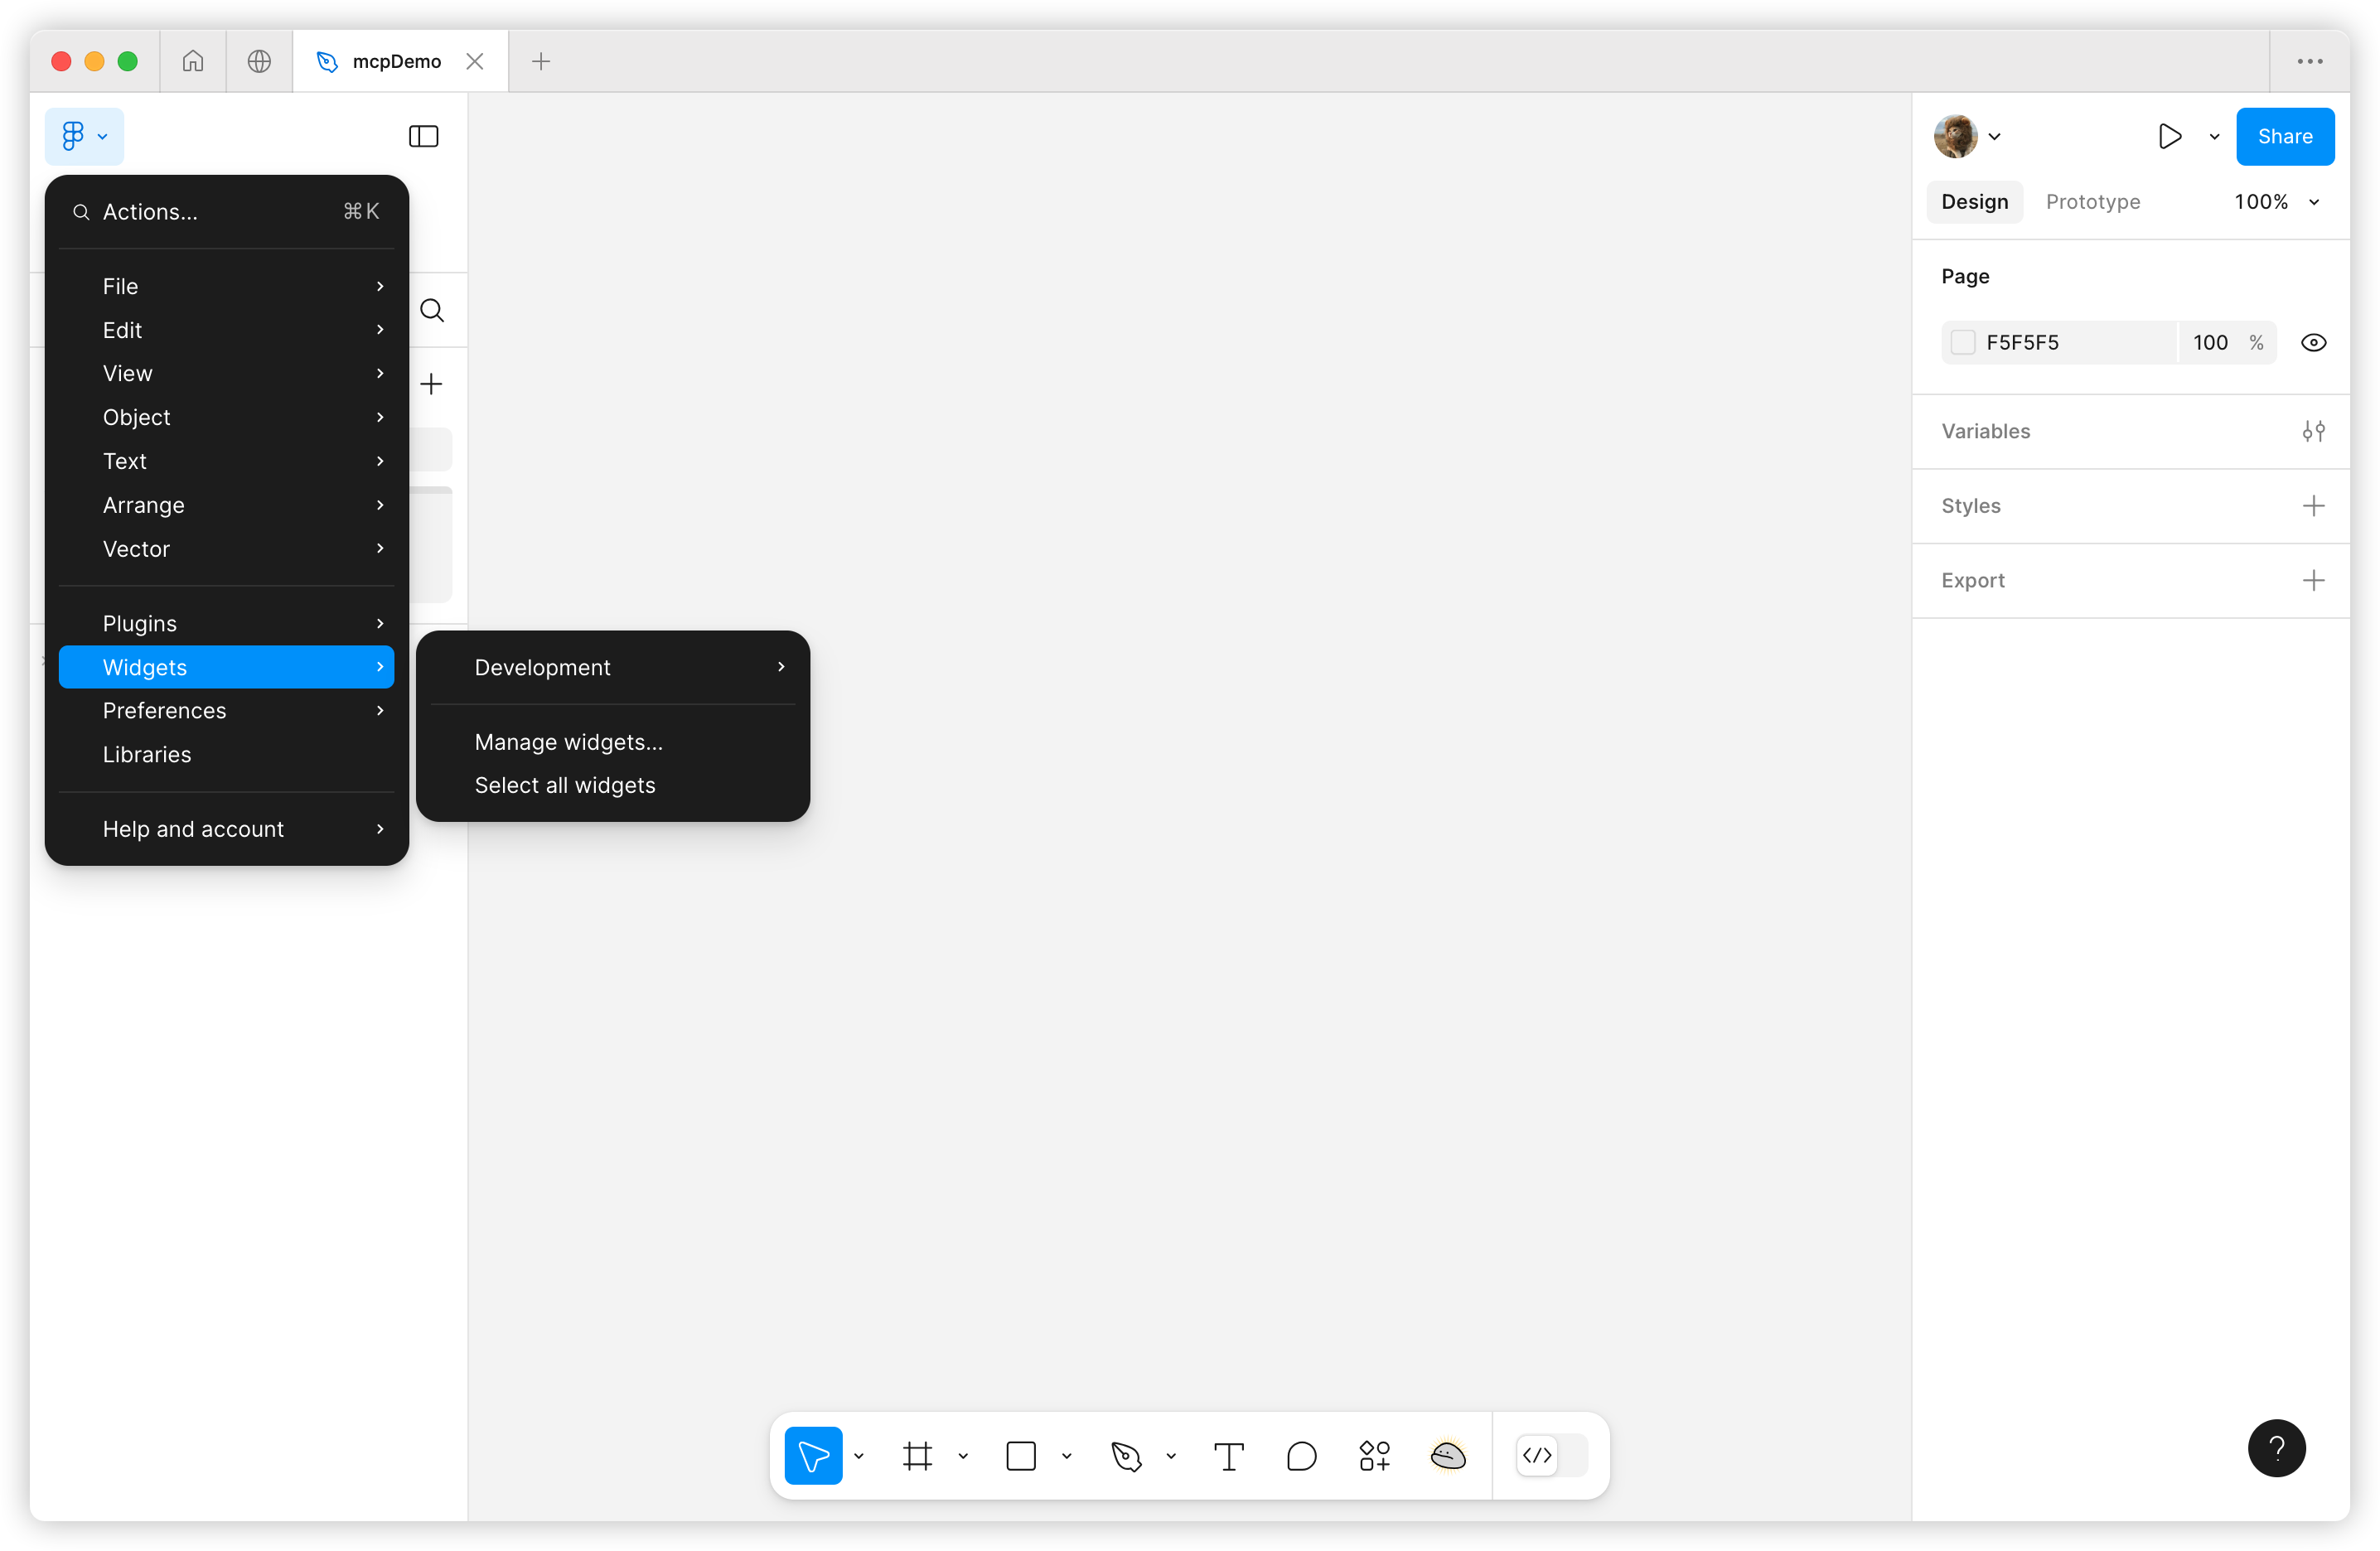 mcpDemo
Share
Actions...
⌘K
Design
Prototype
100%
Page
File
Edit
F5F5F5
100
%
View
Object
Variables
Text
Arrange
Styles
Vector
Export
Plugins
Widgets
Development
Preferences
Manage widgets...
Libraries
Select all widgets
Help and account
T
</>
?